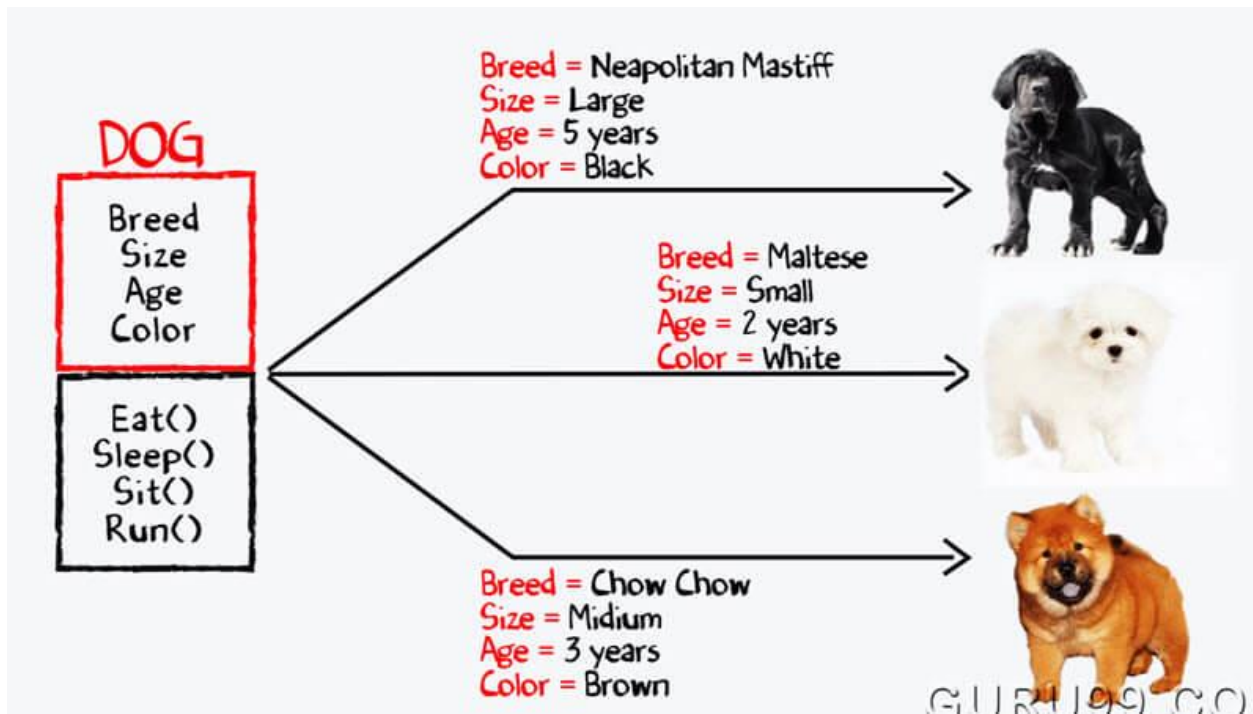 DOG
Breed
Size
Age
Color
Eat()
Sleep()
Sit()
Run()
Breed = Neapolitan Mastiff
Size = Large
Age = 5 years
Color = Black
Breed = Maltese
Size = Small
Age = 2 years
Color = White
Breed = Chow Chow
Size = Midium
Age = 3 years
Color = Brown
GURU99.CO